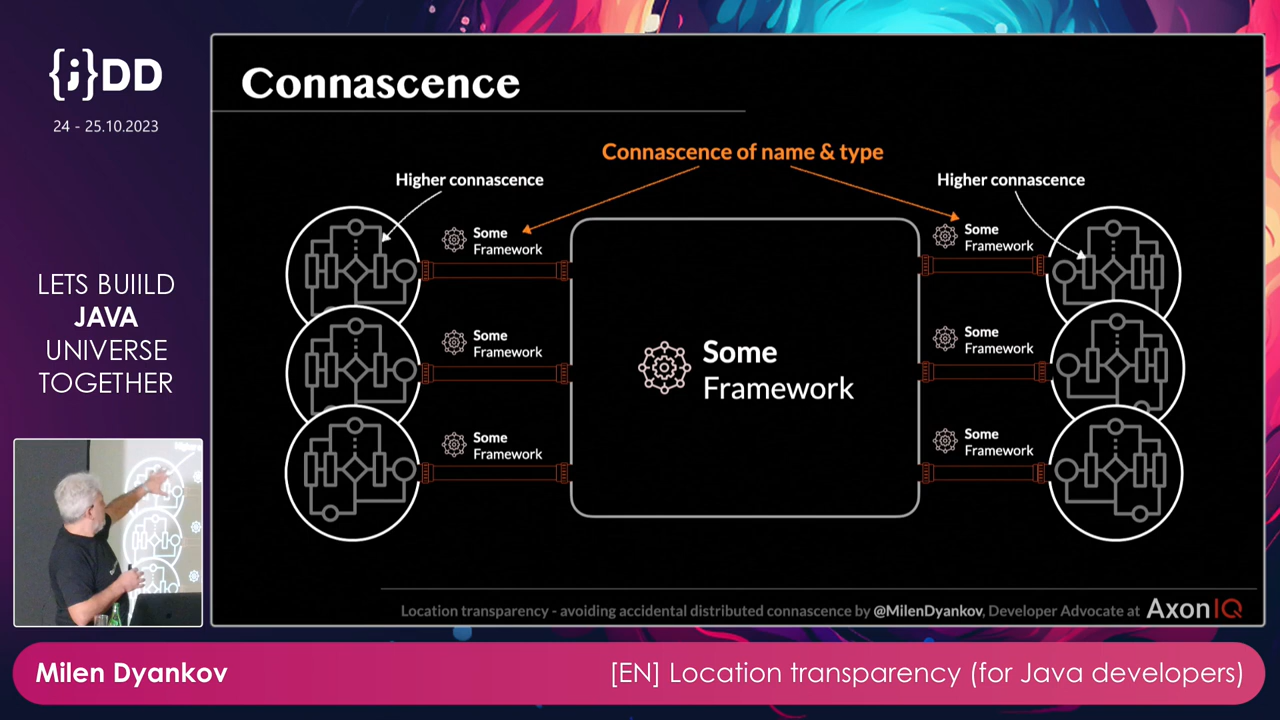 {j}DD
24 - 25.10.2023
LETS BUIILD
JAVA
UNIVERSE
TOGETHER
Connascence
Connascence of name & type
Higher connascence
Higher connascence
Some
Framework
Some
Framework
Some
Framework
Some
Framework
Some
Framework
Some
Framework
Some
Framework
Location transparency - avoiding accidental distributed connascence by @MilenDyankov, Developer Advocate at AxonIQ
Milen Dyankov
[EN] Location transparency (for Java developers)